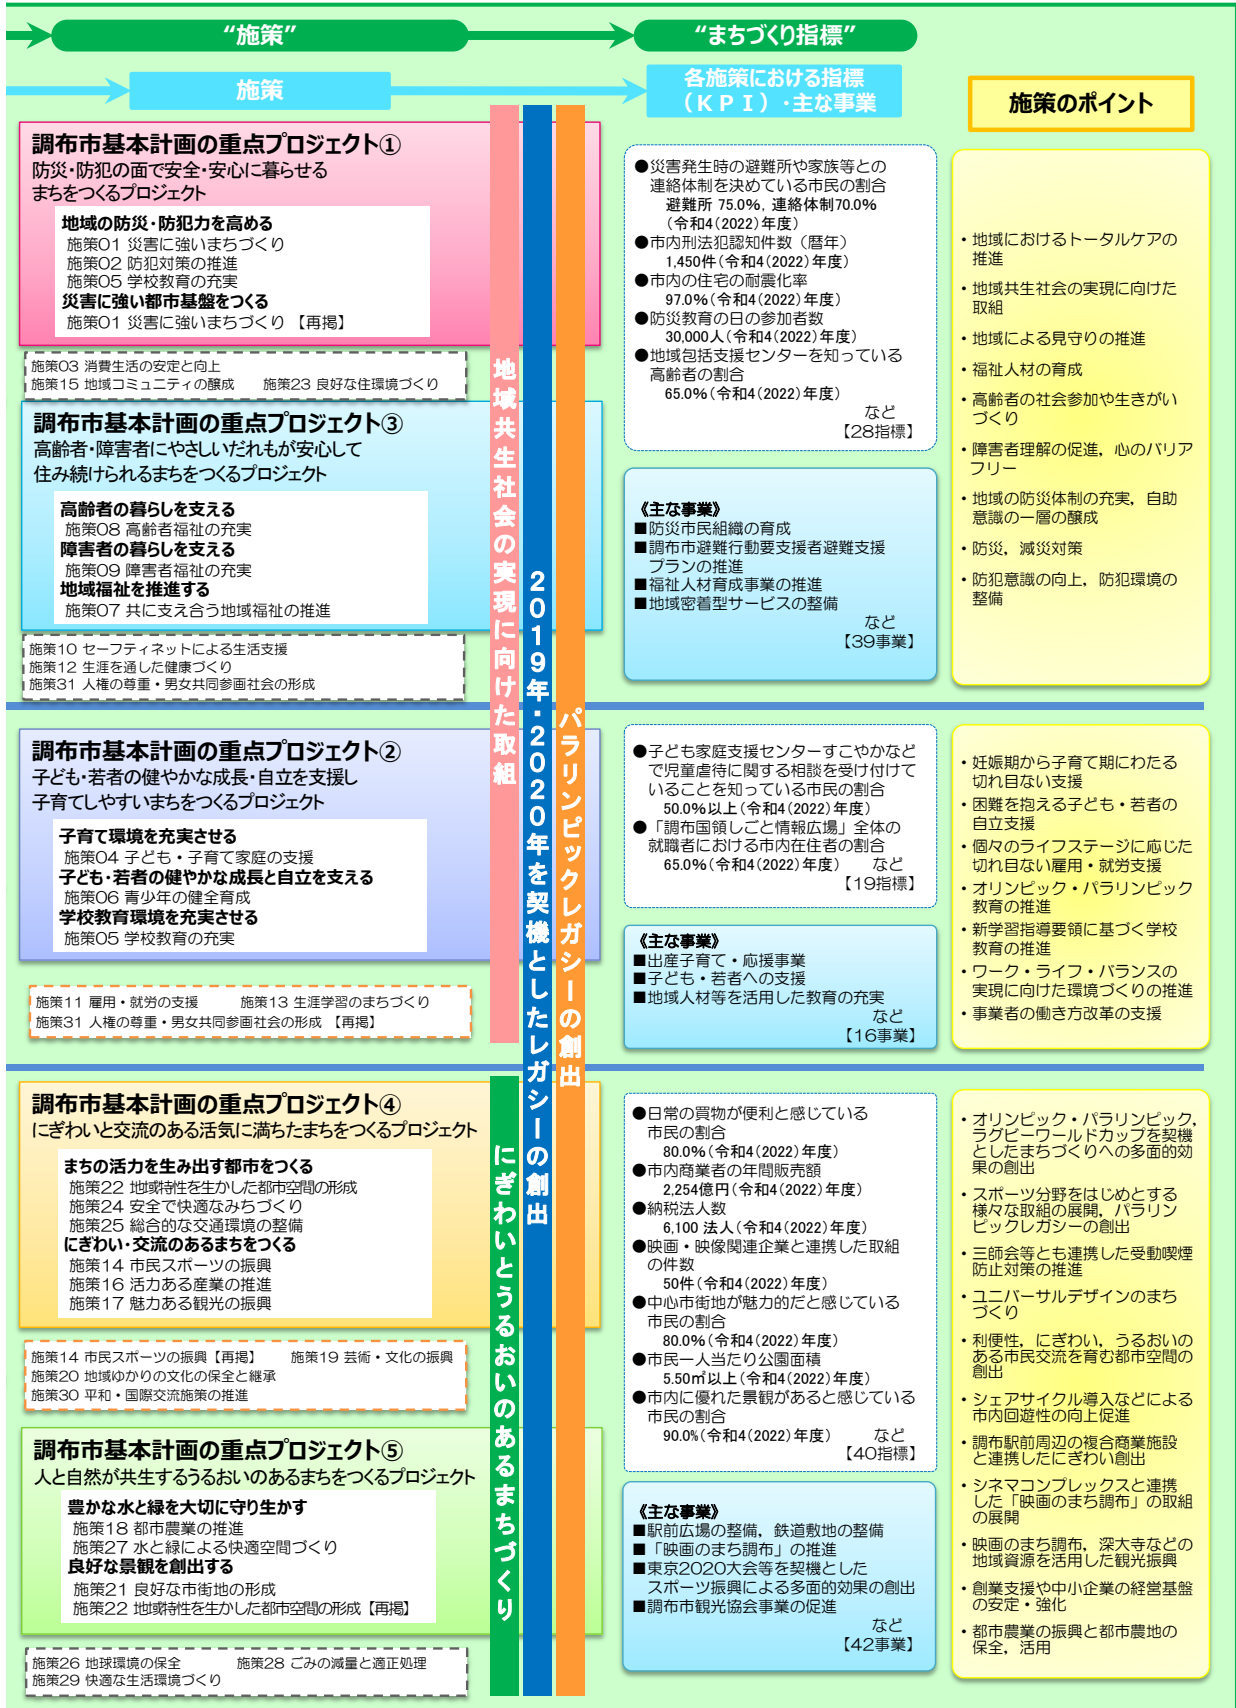 “施策”
“まちづくり指標”
施策
各施策における指標
（ＫＰＩ）・主な事業
施策のポイント
調布市基本計画の重点プロジェクト①
防災・防犯の面で安全・安心に暮らせる
まちをつくるプロジェクト
地域の防災・防犯力を高める
施策01 災害に強いまちづくり
施策02 防犯対策の推進
施策05 学校教育の充実
災害に強い都市基盤をつくる
施策01 災害に強いまちづくり 【再掲】
施策03 消費生活の安定と向上
施策15 地域コミュニティの醸成 施策23 良好な住環境づくり
調布市基本計画の重点プロジェクト③
高齢者・障害者にやさしいだれもが安心して
住み続けられるまちをつくるプロジェクト
高齢者の暮らしを支える
施策08 高齢者福祉の充実
障害者の暮らしを支える
施策09 障害者福祉の充実
地域福祉を推進する
施策07 共に支え合う地域福祉の推進
施策10 セーフティネットによる生活支援
施策12 生涯を通した健康づくり
施策31 人権の尊重・男女共同参画社会の形成
地域共生社会の実現に向けた取組
2019年・2020年を契機としたレガシーの創出
パラリンピックレガシーの創出
●災害発生時の避難所や家族等との
連絡体制を決めている市民の割合
避難所 75.0%，連絡体制70.0%
（令和4(2022)年度）
●市内刑法犯認知件数（暦年）
1,450件（令和4(2022)年度）
●市内の住宅の耐震化率
97.0%（令和4(2022)年度）
●防災教育の日の参加者数
30,000人（令和4(2022)年度）
●地域包括支援センターを知っている
高齢者の割合
65.0%（令和4(2022)年度）
など
【28指標】
《主な事業》
■防災市民組織の育成
■調布市避難行動要支援者避難支援
プランの推進
■福祉人材育成事業の推進
■地域密着型サービスの整備
など
【39事業】
・地域におけるトータルケアの
推進
・地域共生社会の実現に向けた
取組
・地域による見守りの推進
・福祉人材の育成
・高齢者の社会参加や生きがい
づくり
・障害者理解の促進，心のバリア
フリー
・地域の防災体制の充実，自助
意識の一層の醸成
・防災，減災対策
・防犯意識の向上，防犯環境の
整備
調布市基本計画の重点プロジェクト②
子ども・若者の健やかな成長・自立を支援し
子育てしやすいまちをつくるプロジェクト
子育て環境を充実させる
施策04 子ども・子育て家庭の支援
子ども・若者の健やかな成長と自立を支える
施策06 青少年の健全育成
学校教育環境を充実させる
施策05 学校教育の充実
施策11 雇用・就労の支援 施策13 生涯学習のまちづくり
施策31 人権の尊重・男女共同参画社会の形成 【再掲】
●子ども家庭支援センターすこやかなど
で児童虐待に関する相談を受け付けて
いることを知っている市民の割合
50.0%以上（令和4(2022)年度）
●「調布国領しごと情報広場」全体の
就職者における市内在住者の割合
65.0%（令和4(2022)年度） など
【19指標】
《主な事業》
■出産子育て・応援事業
■子ども・若者への支援
■地域人材等を活用した教育の充実
など
【16事業】
・妊娠期から子育て期にわたる
切れ目ない支援
・困難を抱える子ども・若者の
自立支援
・個々のライフステージに応じた
切れ目ない雇用・就労支援
・オリンピック・パラリンピック
教育の推進
・新学習指導要領に基づく学校
教育の推進
・ワーク・ライフ・バランスの
実現に向けた環境づくりの推進
・事業者の働き方改革の支援
調布市基本計画の重点プロジェクト④
にぎわいと交流のある活気に満ちたまちをつくるプロジェクト
まちの活力を生み出す都市をつくる
施策22 地域特性を生かした都市空間の形成
施策24 安全で快適なみちづくり
施策25 総合的な交通環境の整備
にぎわい・交流のあるまちをつくる
施策14 市民スポーツの振興
施策16 活力ある産業の推進
施策17 魅力ある観光の振興
施策14 市民スポーツの振興【再掲】 施策19 芸術・文化の振興
施策20 地域ゆかりの文化の保全と継承
施策30 平和・国際交流施策の推進
調布市基本計画の重点プロジェクト⑤
人と自然が共生するうるおいのあるまちをつくるプロジェクト
豊かな水と緑を大切に守り生かす
施策18 都市農業の推進
施策27 水と緑による快適空間づくり
良好な景観を創出する
施策21 良好な市街地の形成
施策22 地域特性を生かした都市空間の形成【再掲】
施策26 地球環境の保全 施策28 ごみの減量と適正処理
施策29 快適な生活環境づくり
にぎわいとうるおいのあるまちづくり
●日常の買物が便利と感じている
市民の割合
80.0%（令和4(2022)年度）
●市内商業者の年間販売額
2,254億円（令和4(2022)年度）
●納税法人数
6,100 法人（令和4(2022)年度）
●映画・映像関連企業と連携した取組
の件数
50件（令和4(2022)年度）
●中心市街地が魅力的だと感じている
市民の割合
80.0%（令和4(2022)年度）
●市民一人当たり公園面積
5.50㎡以上（令和4(2022)年度）
●市内に優れた景観があると感じている
市民の割合
90.0%（令和4(2022)年度） など
【40指標】
《主な事業》
■駅前広場の整備，鉄道敷地の整備
■「映画のまち調布」の推進
■東京2020大会等を契機とした
スポーツ振興による多面的効果の創出
■調布市観光協会事業の促進
など
【42事業】
・オリンピック・パラリンピック，
ラグビーワールドカップを契機
としたまちづくりへの多面的効
果の創出
・スポーツ分野をはじめとする
様々な取組の展開，パラリン
ピックレガシーの創出
・三師会等とも連携した受動喫煙
防止対策の推進
・ユニバーサルデザインのまち
づくり
・利便性，にぎわい，うるおいの
ある市民交流を育む都市空間の
創出
・シェアサイクル導入などによる
市内回遊性の向上促進
・調布駅前周辺の複合商業施設
と連携したにぎわい創出
・シネマコンプレックスと連携
した「映画のまち調布」の取組
の展開
・映画のまち調布，深大寺などの
地域資源を活用した観光振興
・創業支援や中小企業の経営基盤
の安定・強化
・都市農業の振興と都市農地の
保全，活用